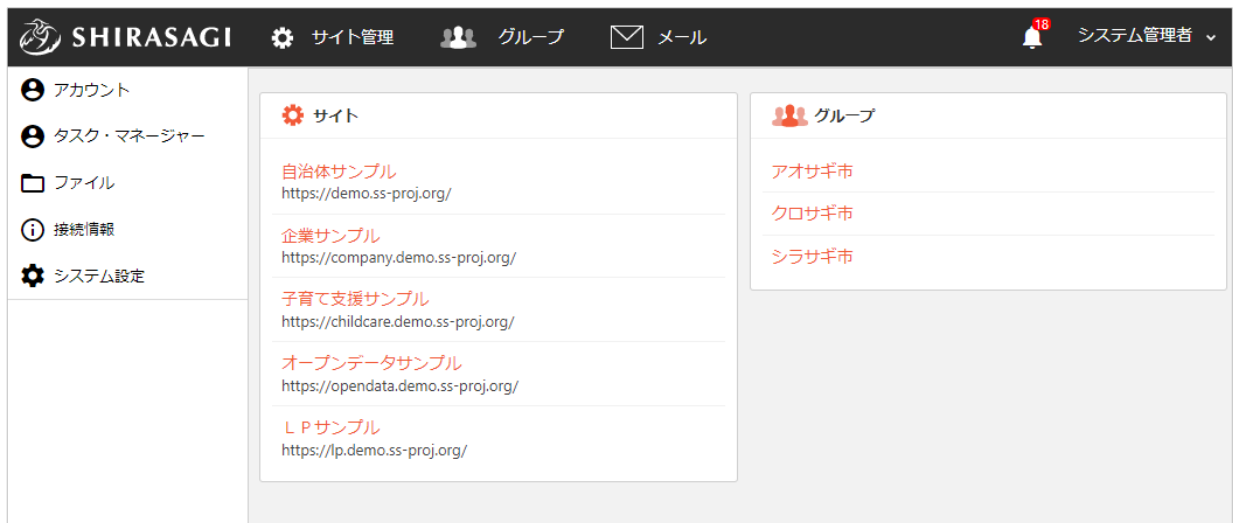 SHIRASAGI サイト管理 グループ メール 18 システム管理者
アカウント
タスク・マネージャー
ファイル
接続情報
システム設定
サイト
自治体サンプル
https://demo.ss-proj.org/
企業サンプル
https://company.demo.ss-proj.org/
子育て支援サンプル
https://childcare.demo.ss-proj.org/
オープンデータサンプル
https://opendata.demo.ss-proj.org/
ＬＰサンプル
https://lp.demo.ss-proj.org/
グループ
アオサギ市
クロサギ市
シラサギ市